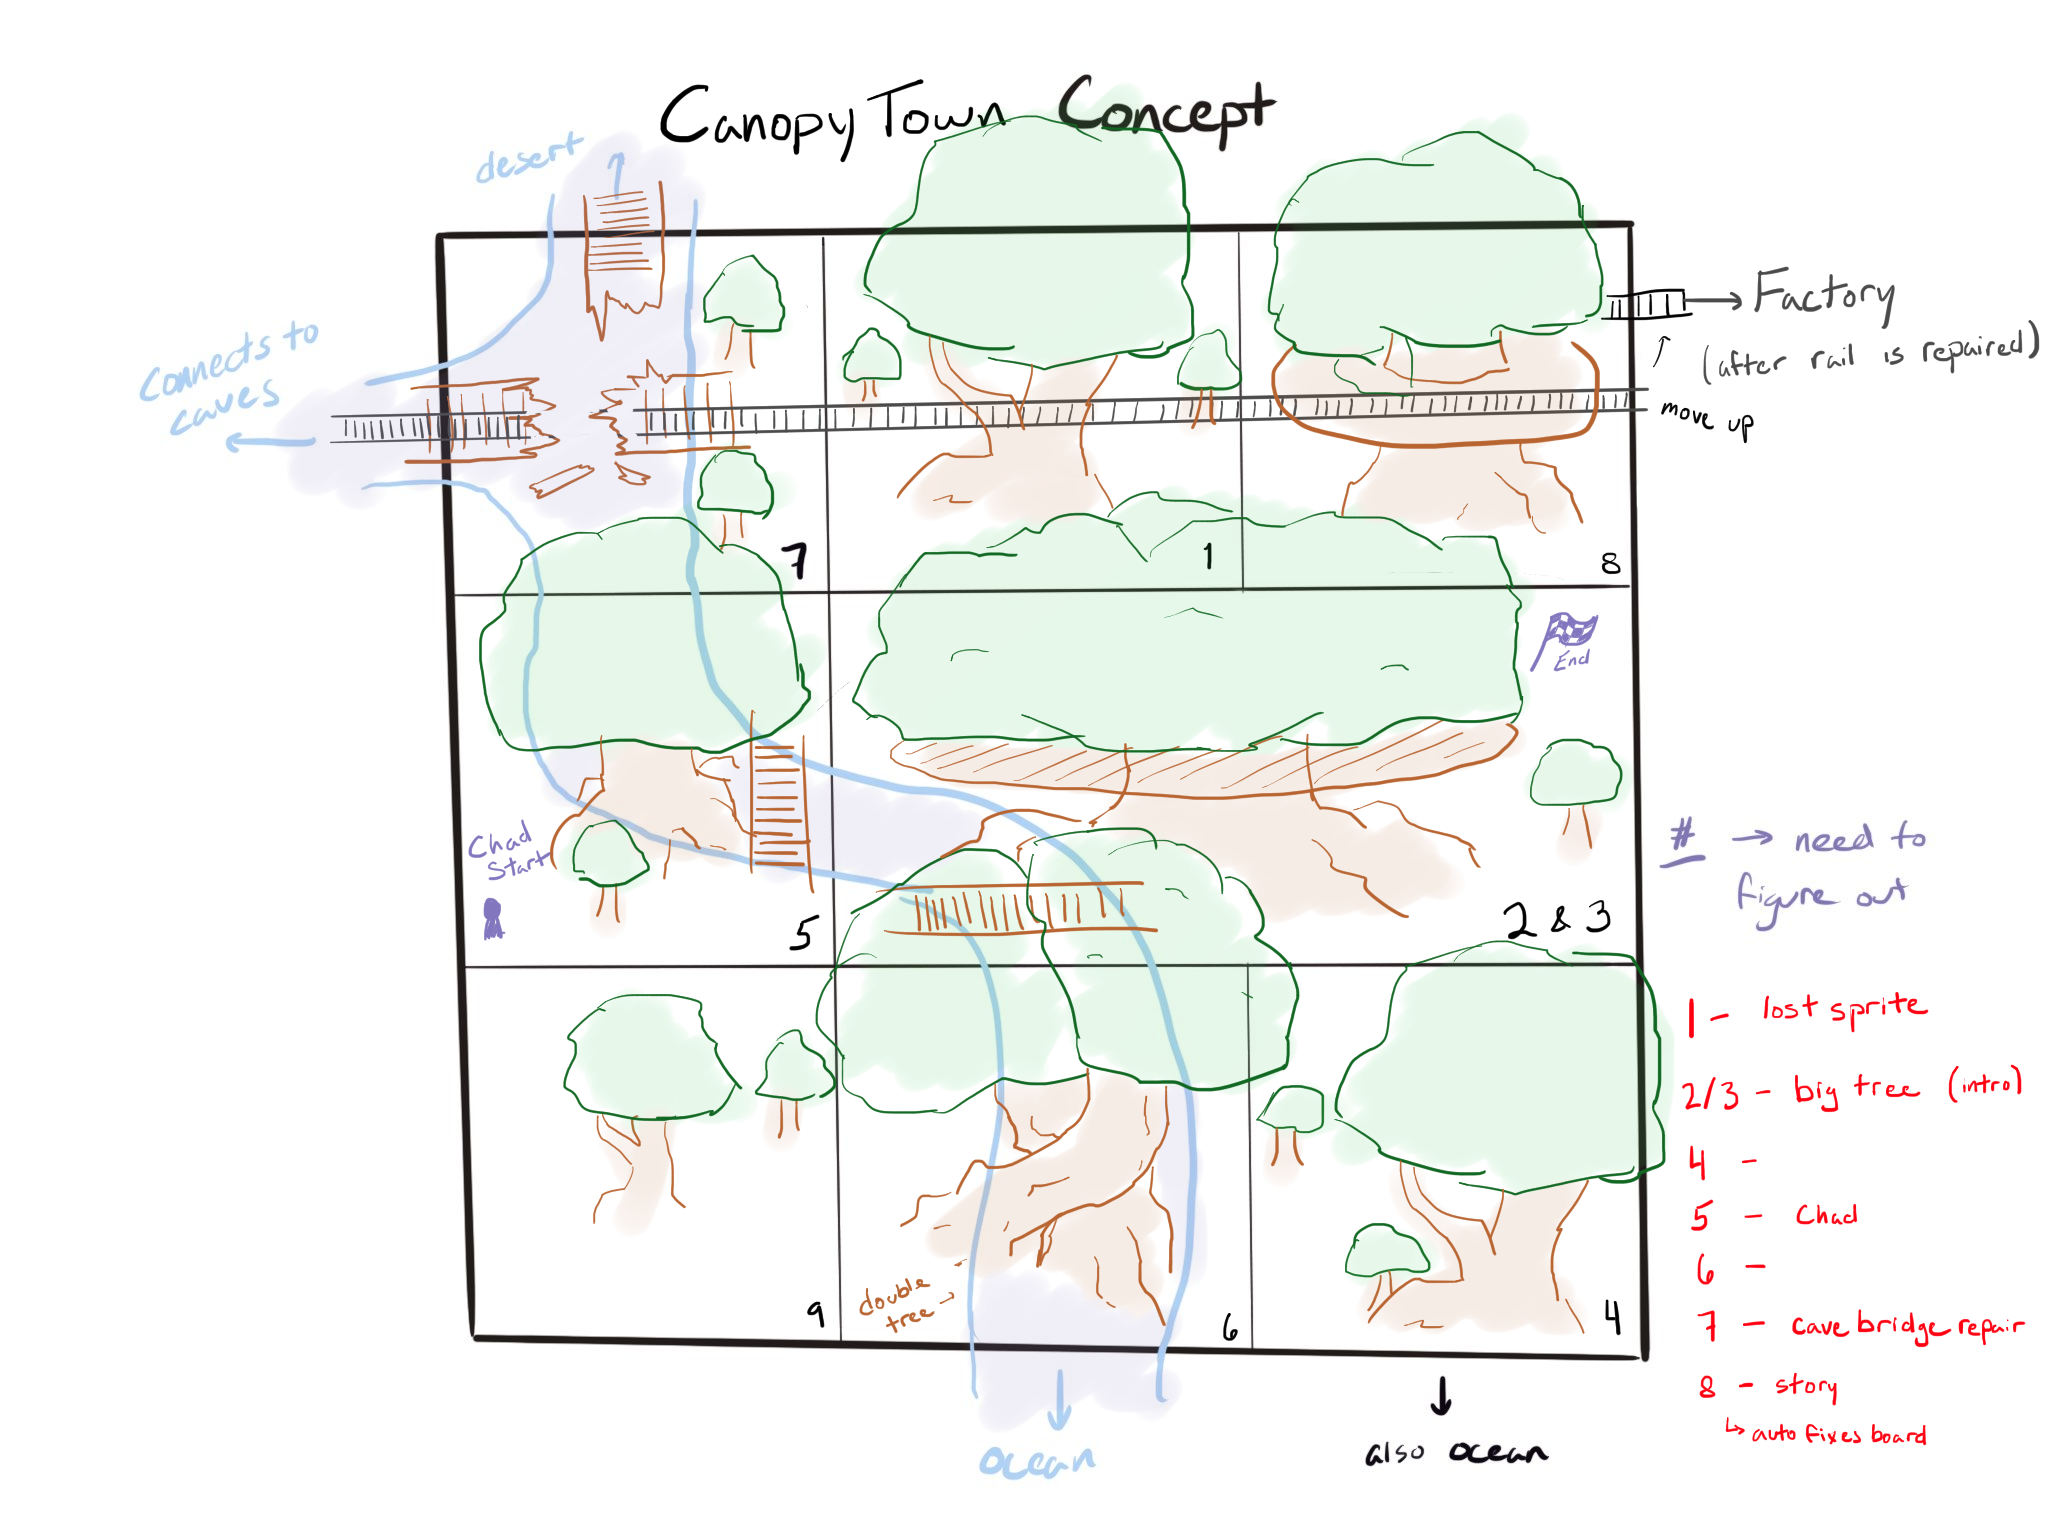 Canopy Town Concept
desert
Connects to
caves
Factory
(after rail is repaired)
move up
7
1
8
End
Chad
Start
5
2 & 3
# → need to
figure out
9
double
tree →
6
4
ocean
also ocean
1 - lost sprite
2/3 - big tree (intro)
4 -
5 - Chad
6 -
7 - cave bridge repair
8 - story
↳ auto fixes board